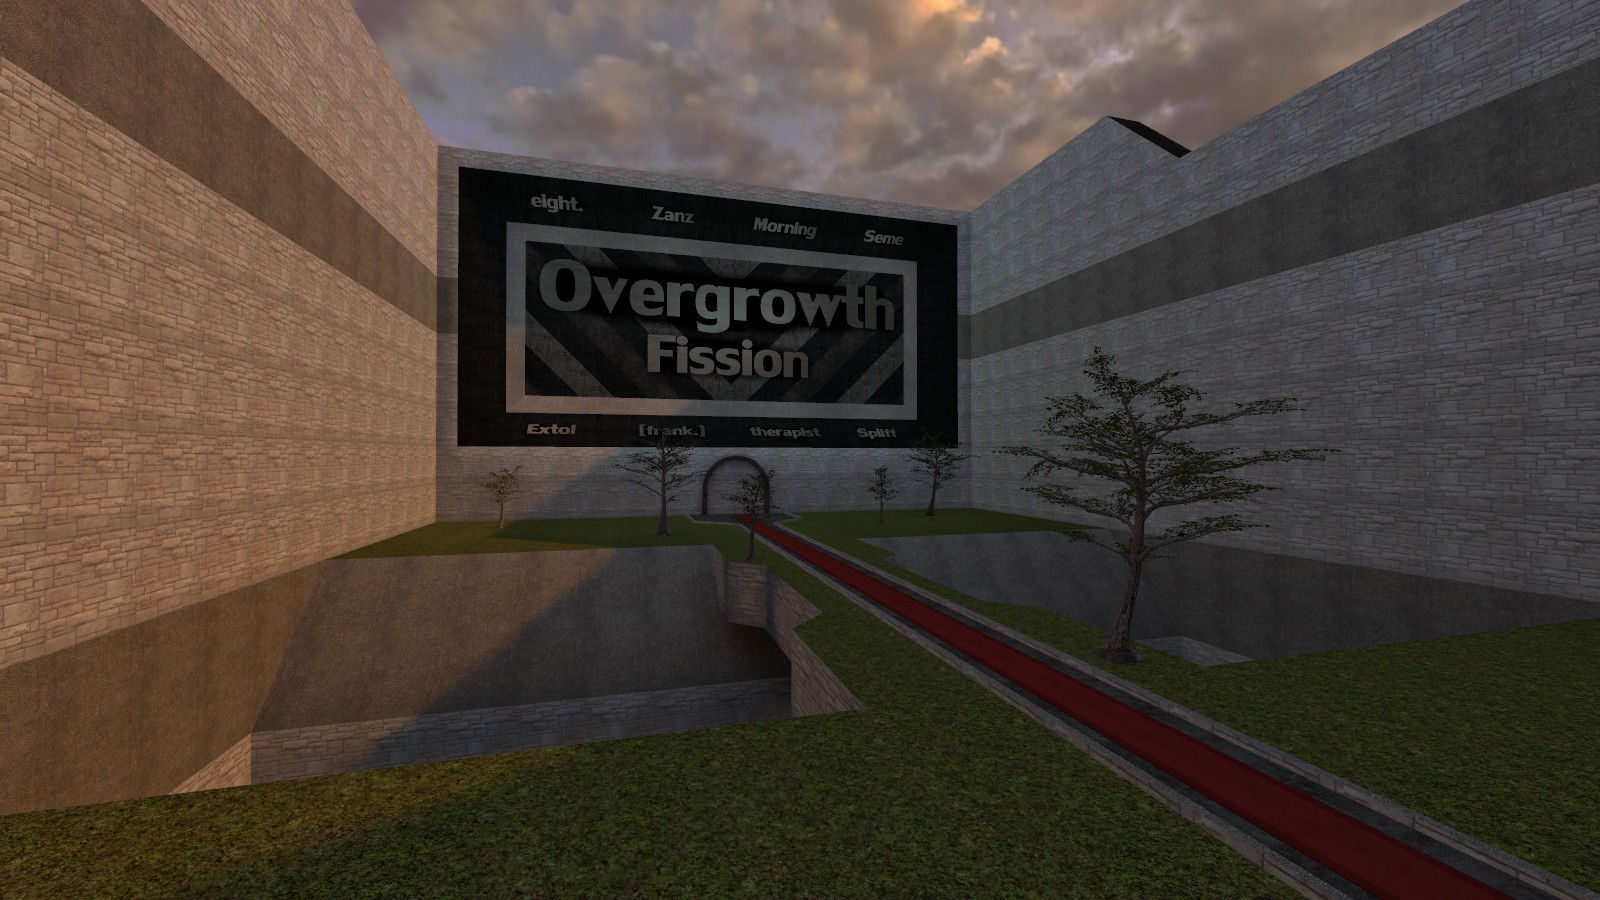 eight. Zanz Morning Seme
Overgrowth
Fission
Extol [frank.] therapist Spliff